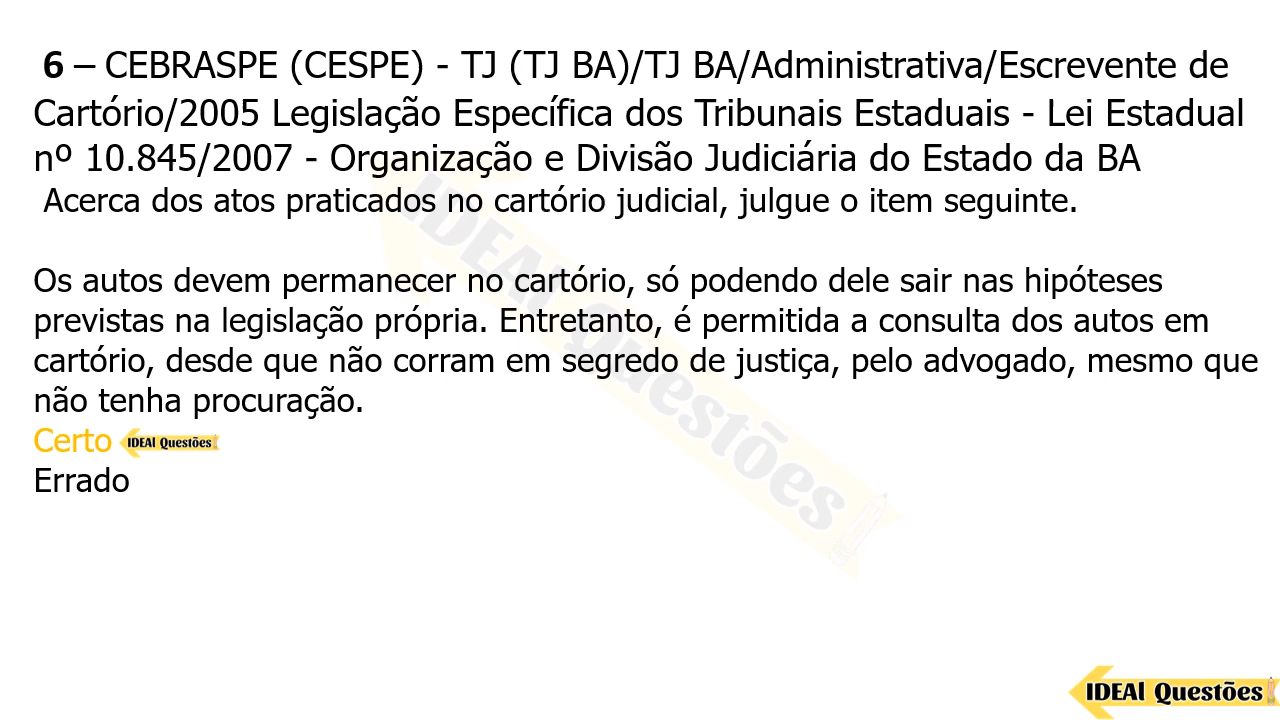 6 – CEBRASPE (CESPE) - TJ (TJ BA)/TJ BA/Administrativa/Escrevente de
Cartório/2005 Legislação Específica dos Tribunais Estaduais - Lei Estadual
nº 10.845/2007 - Organização e Divisão Judiciária do Estado da BA
Acerca dos atos praticados no cartório judicial, julgue o item seguinte.
Os autos devem permanecer no cartório, só podendo dele sair nas hipóteses
previstas na legislação própria. Entretanto, é permitida a consulta dos autos em
cartório, desde que não corram em segredo de justiça, pelo advogado, mesmo que
não tenha procuração.
Certo IDEAl Questões
Errado
IDEAl Questões
IDEAl Questões